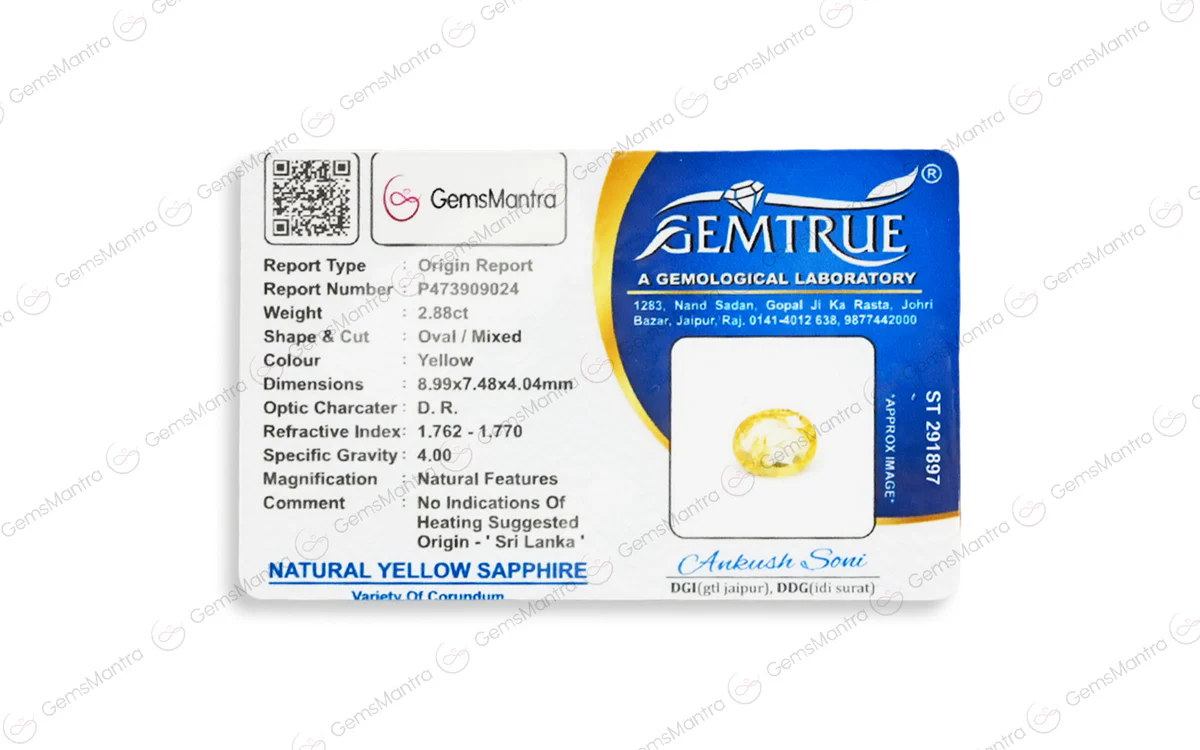 GemsMantra
Report Type : Origin Report
Report Number : P473909024
Weight : 2.88ct
Shape & Cut : Oval / Mixed
Colour : Yellow
Dimensions : 8.99x7.48x4.04mm
Optic Charcater : D. R.
Refractive Index: 1.762 - 1.770
Specific Gravity : 4.00
Magnification : Natural Features
Comment : No Indications Of
Heating Suggested
Origin - ' Sri Lanka '
NATURAL YELLOW SAPPHIRE
Variety Of Corundum
GEMTRUE ®
A GEMOLOGICAL LABORATORY
1283, Nand Sadan, Gopal Ji Ka Rasta, Johri
Bazar, Jaipur, Raj. 0141-4012 638, 9877442000
*APPROX IMAGE*
ST 291897
Ankush Soni
DGI(gtl jaipur), DDG(idi surat)
GemsMantra